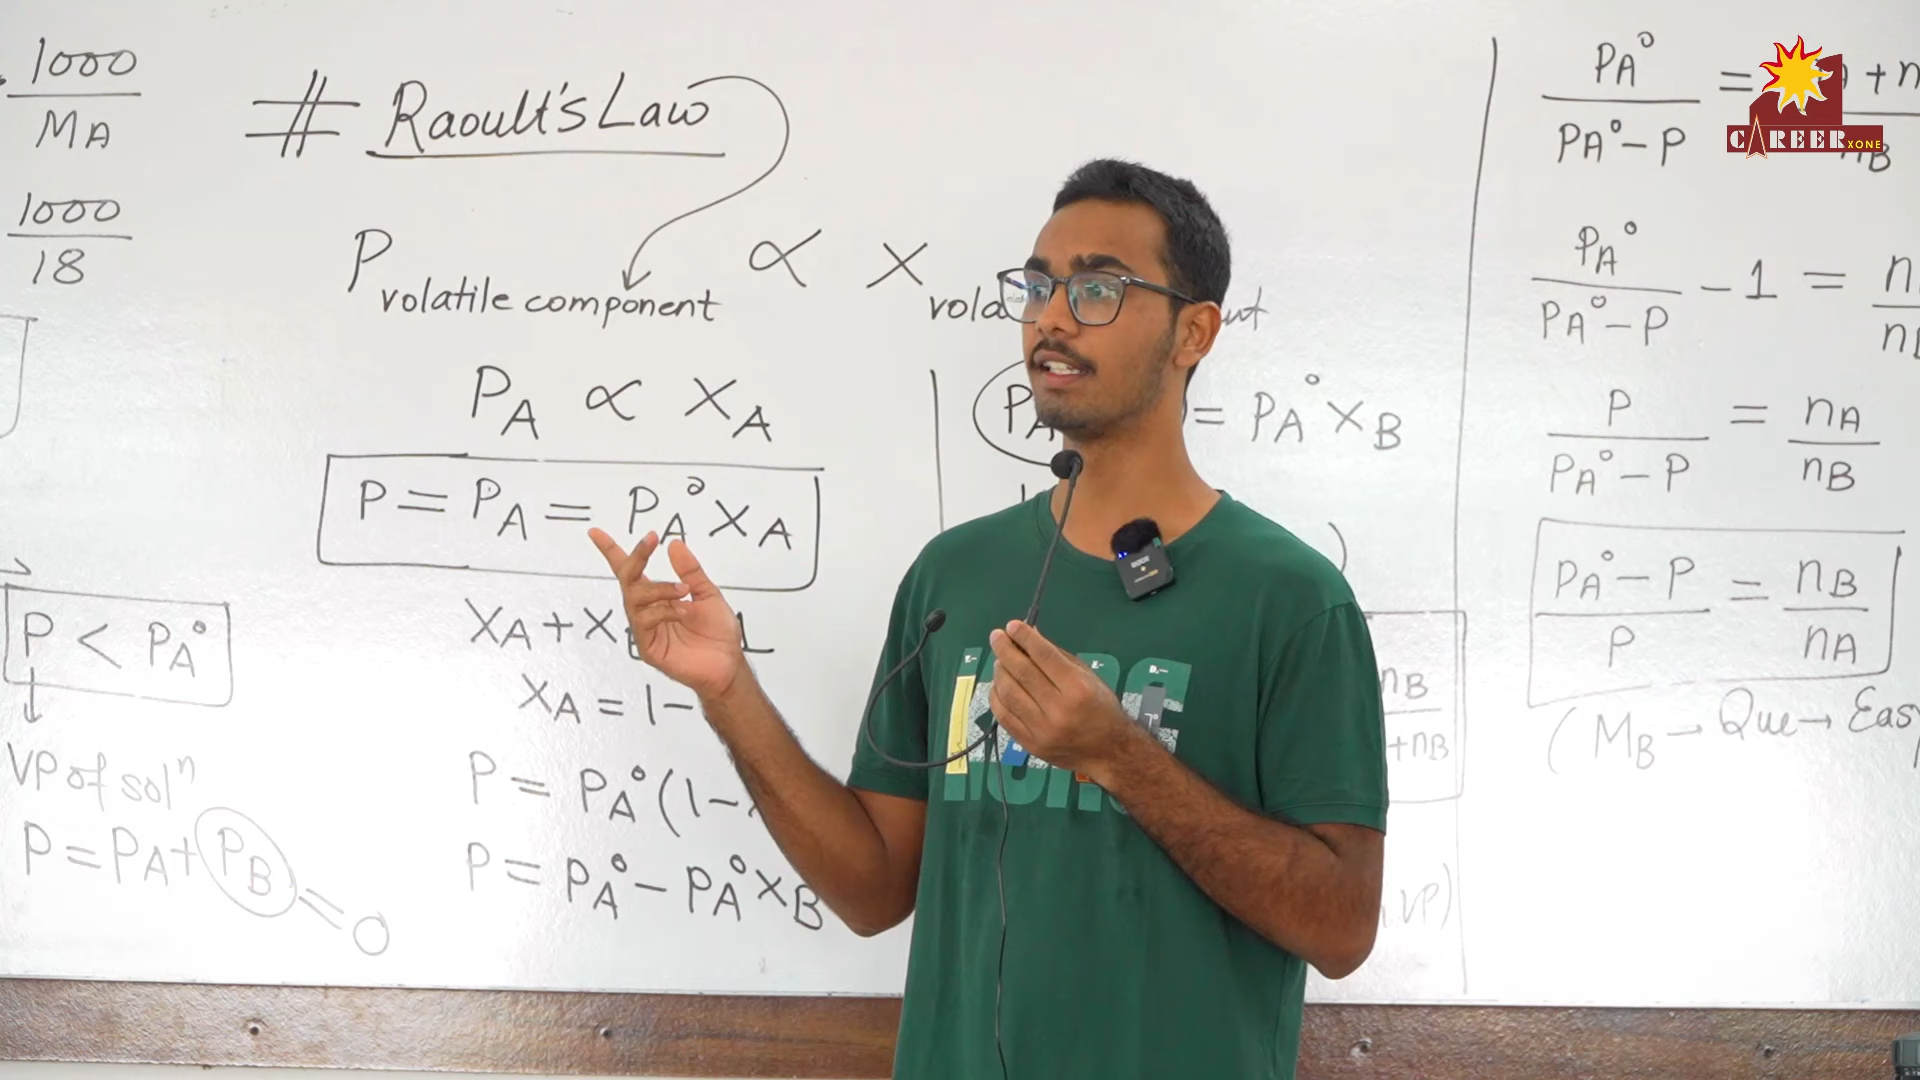 1000
MA
1000
18
P < PA°
VP of solⁿ
P = PA + PB = 0
# Raoult's Law
P volatile component ∝ x
PA ∝ XA
P = PA = PA° XA
XA + X
XA = 1 -
P = PA° (1 -
P = PA° - PA° XB
= PA° XB
nB
+ nB
VP)
PA° / PA° - P =
nB
PA° / PA° - P - 1 =
P / PA° - P = nA / nB
PA° - P / P = nB / nA
( MB → Que → Easy
CAREER XONE